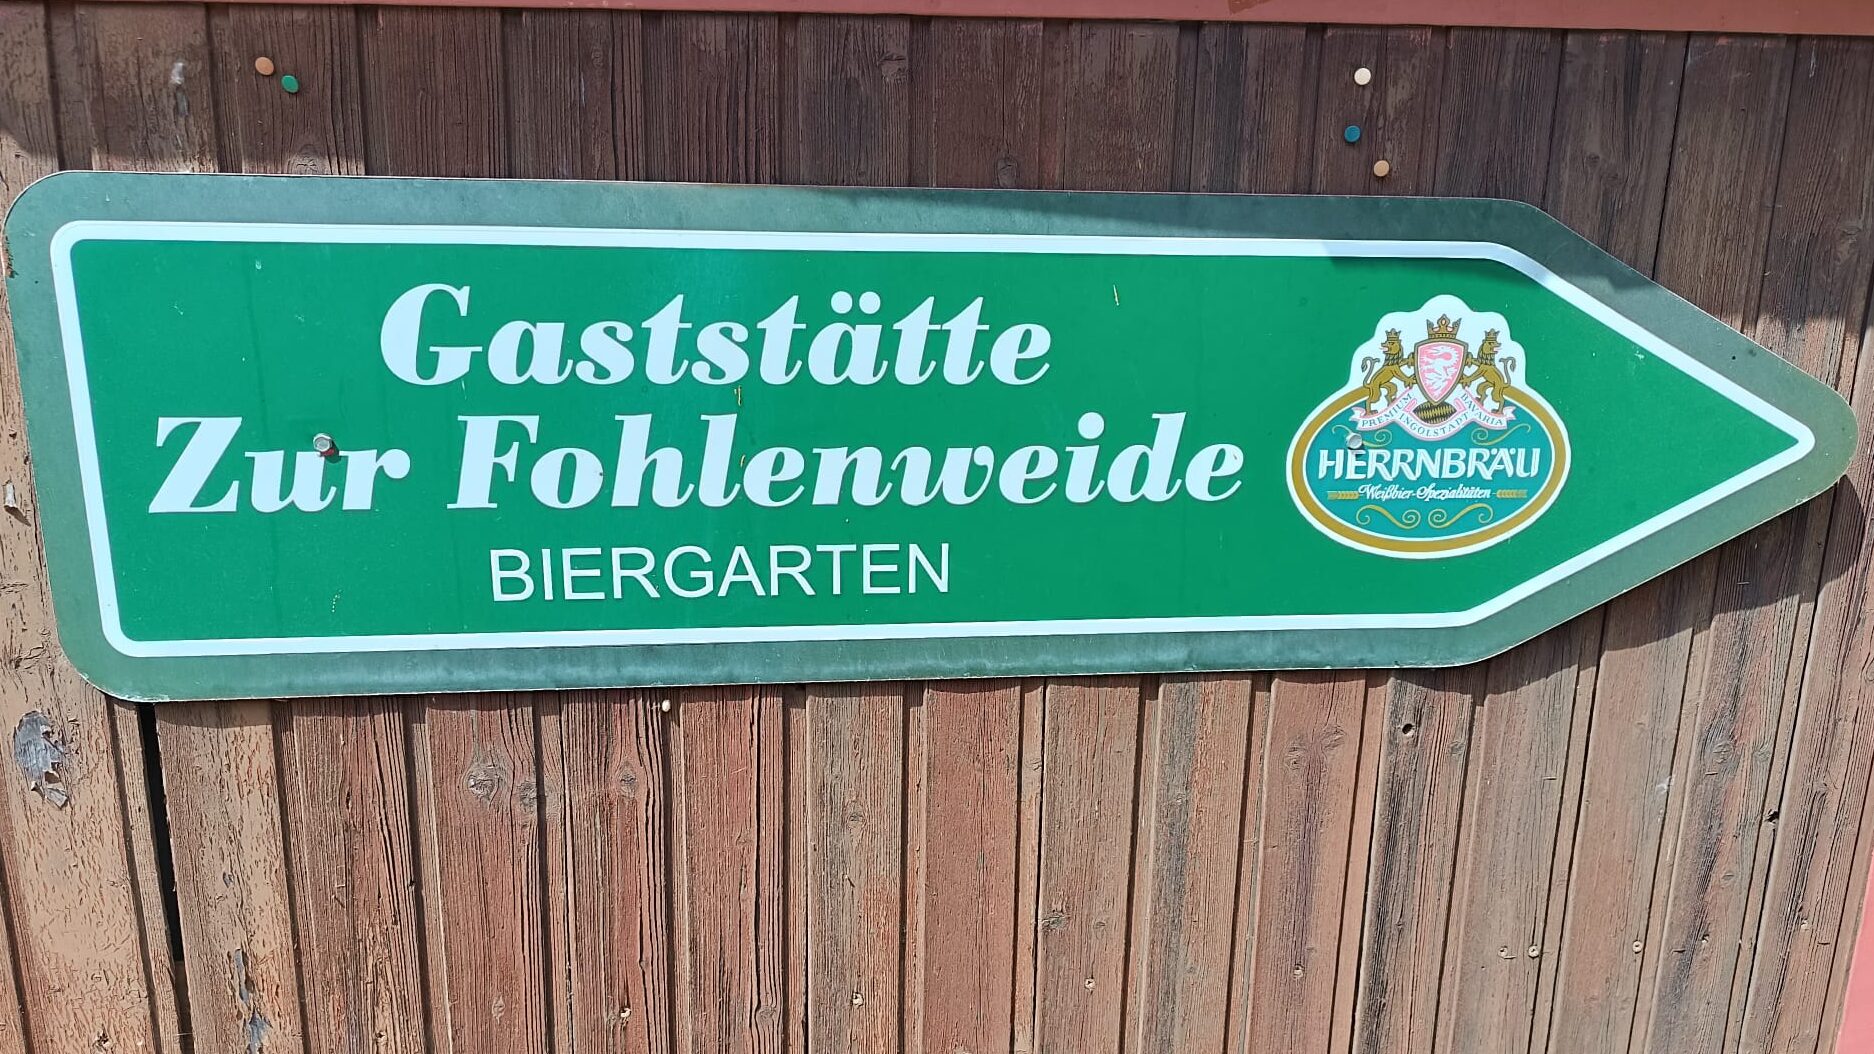 Gaststätte
Zur Fohlenweide
BIERGARTEN
PREMIUM BAVARIA
INGOLSTADT
HERRNBRÄU
Weißbier-Spezialitäten